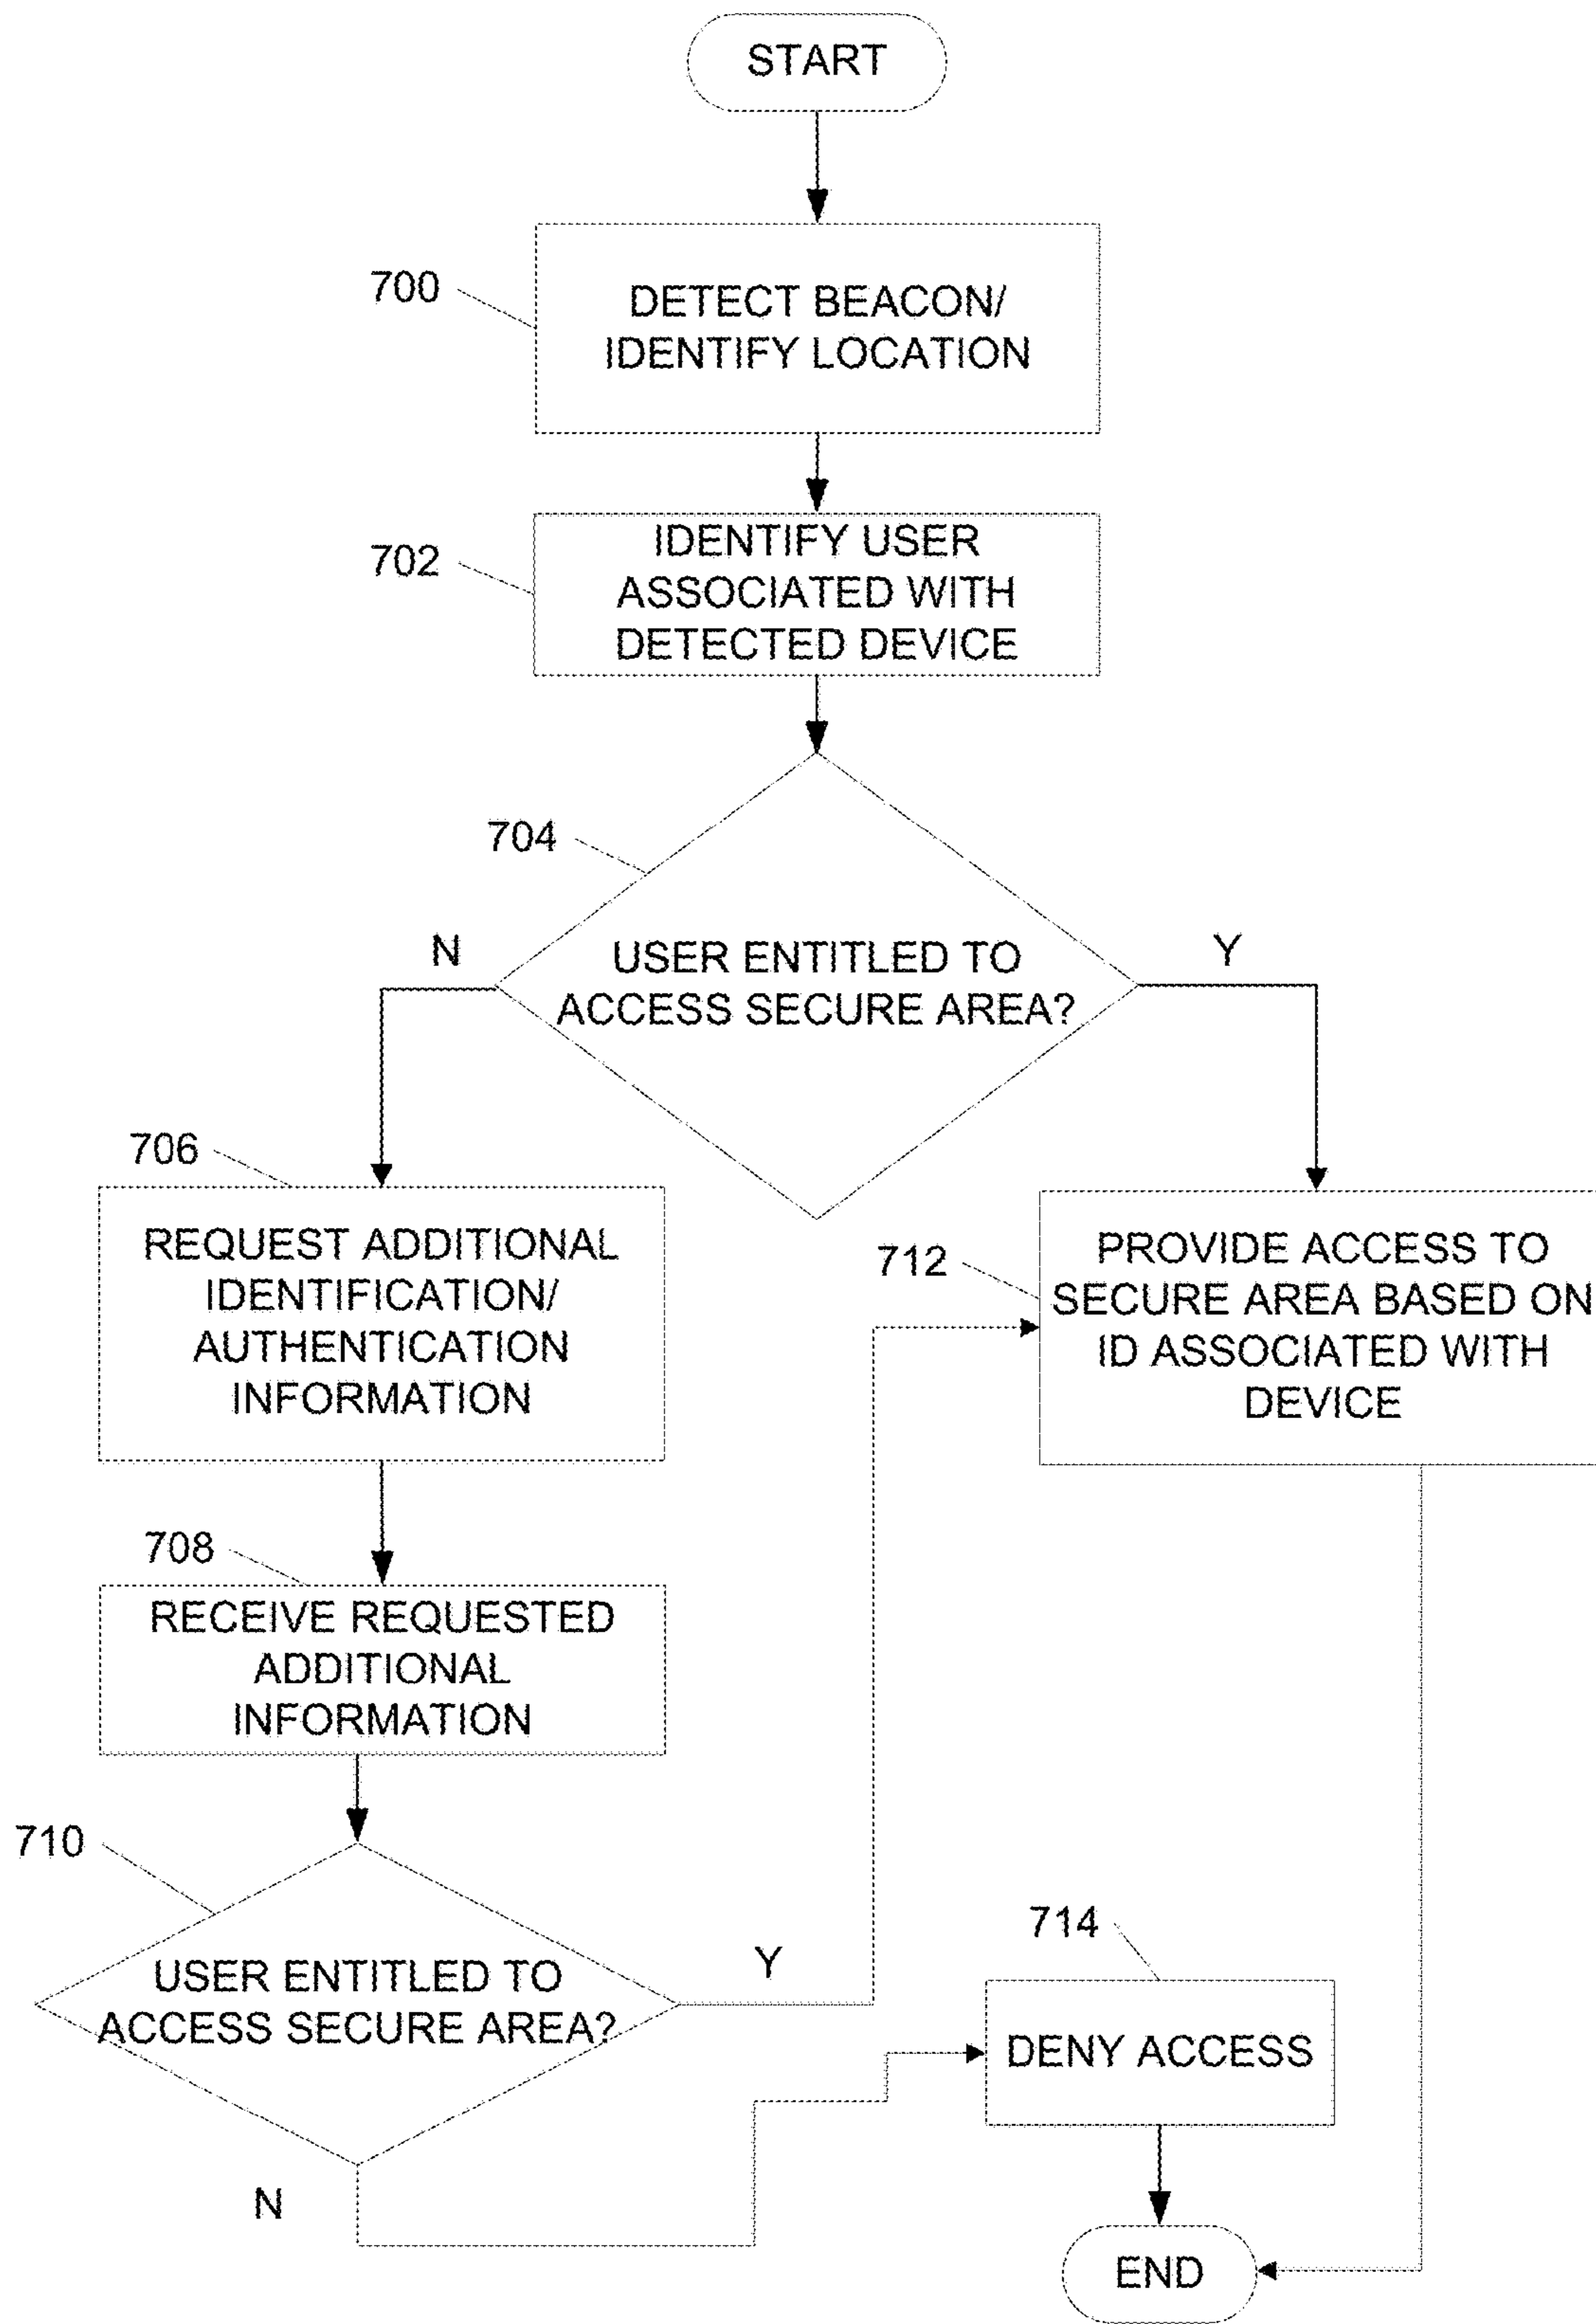 START
700
DETECT BEACON/
IDENTIFY LOCATION
702
IDENTIFY USER
ASSOCIATED WITH
DETECTED DEVICE
704
N
USER ENTITLED TO
ACCESS SECURE AREA?
Y
706
REQUEST ADDITIONAL
IDENTIFICATION/
AUTHENTICATION
INFORMATION
712
PROVIDE ACCESS TO
SECURE AREA BASED ON
ID ASSOCIATED WITH
DEVICE
708
RECEIVE REQUESTED
ADDITIONAL
INFORMATION
710
USER ENTITLED TO
ACCESS SECURE AREA?
Y
N
714
DENY ACCESS
END